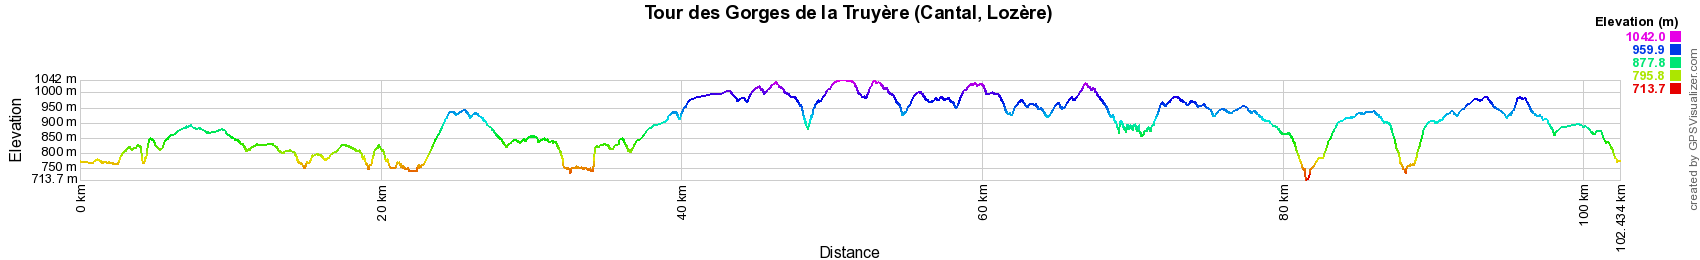 Tour des Gorges de la Truyère (Cantal, Lozère)
Elevation (m)
1042.0
959.9
877.8
795.8
713.7
Elevation
1042 m
1000 m
950 m
900 m
850 m
800 m
750 m
713.7 m
0 km
20 km
40 km
60 km
80 km
100 km
102.434 km
Distance
created by GPSVisualizer.com